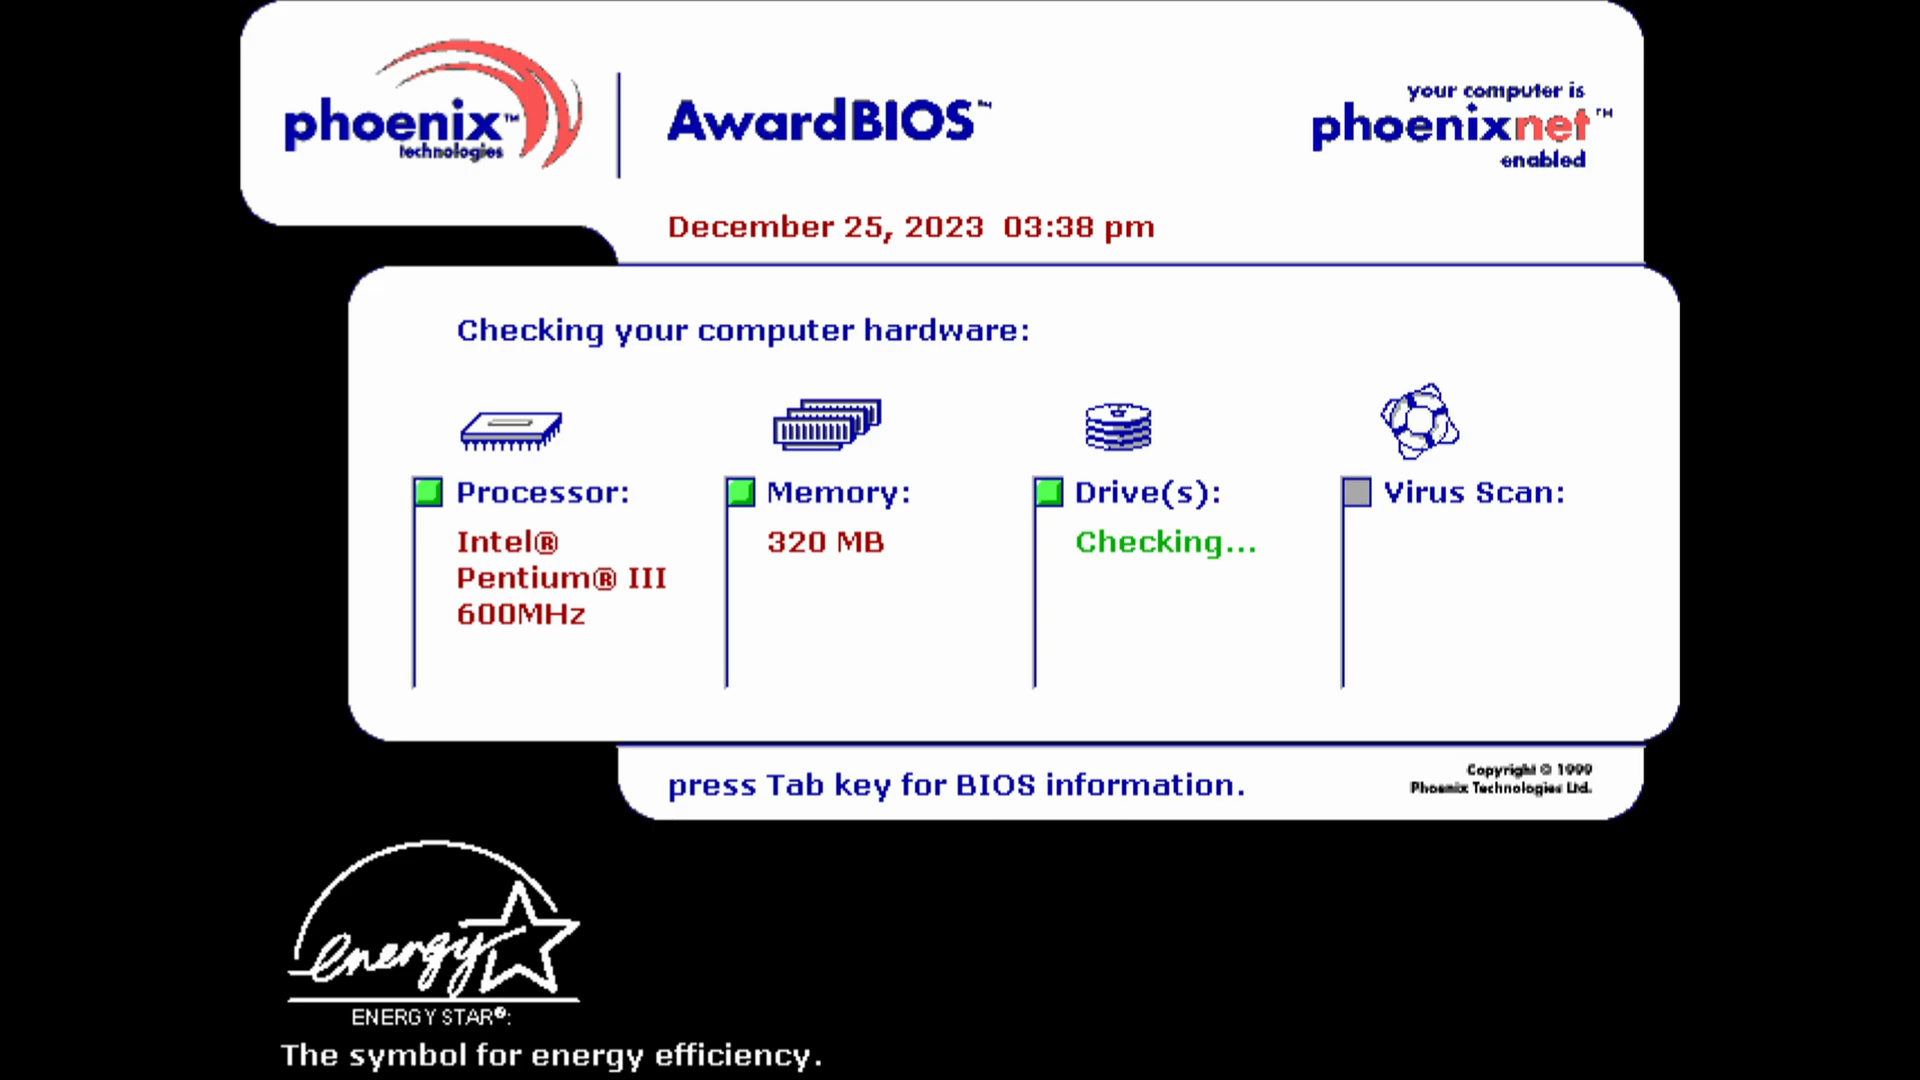 phoenix™
technologies
AwardBIOS™
your computer is
phoenixnet™
enabled
December 25, 2023 03:38 pm
Checking your computer hardware:
Processor:
Intel®
Pentium® III
600MHz
Memory:
320 MB
Drive(s):
Checking...
Virus Scan:
press Tab key for BIOS information.
Copyright © 1999
Phoenix Technologies Ltd.
energy
ENERGY STAR®:
The symbol for energy efficiency.